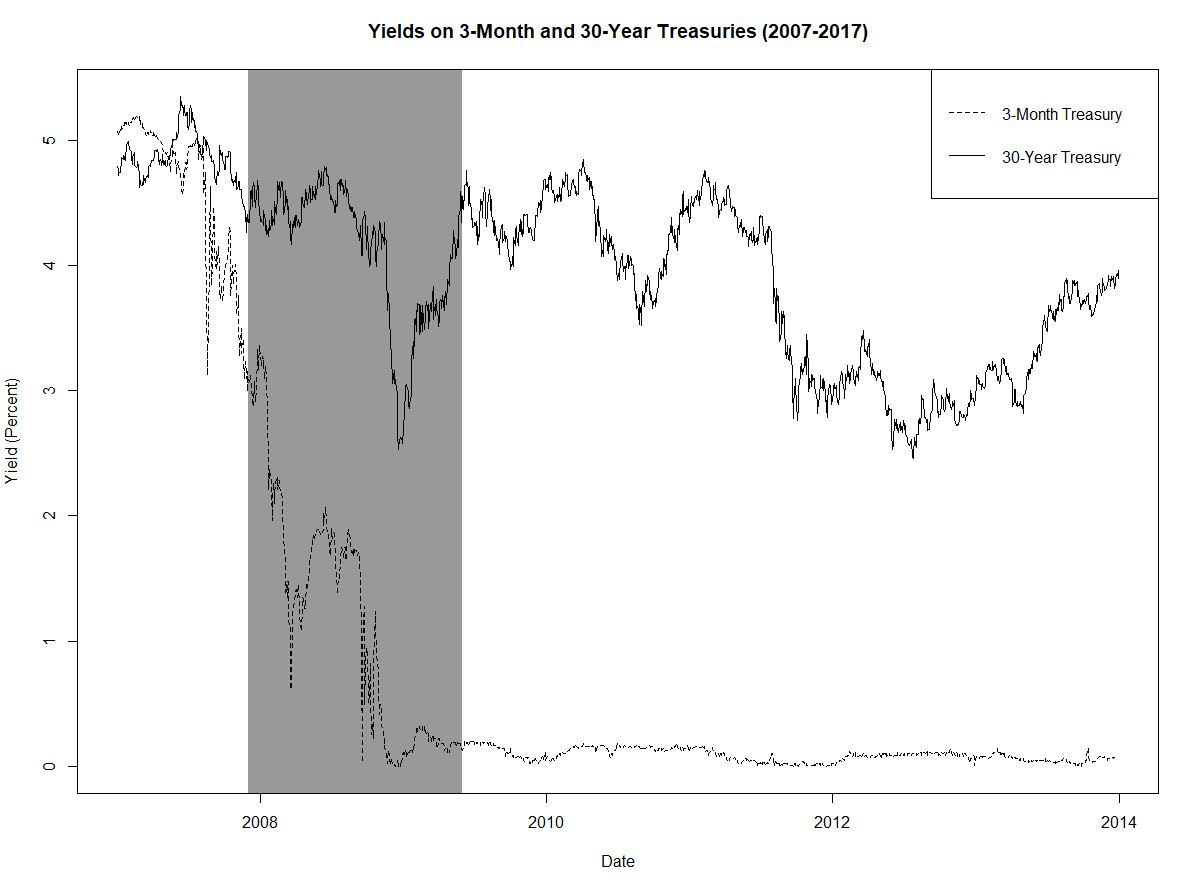 Yields on 3-Month and 30-Year Treasuries (2007-2017)
3-Month Treasury
30-Year Treasury
Yield (Percent)
5
4
3
2
1
0
2008 2010 2012 2014
Date